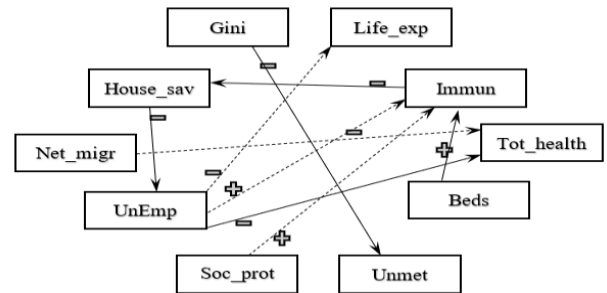 Gini
Life_exp
House_sav
Immun
Net_migr
Tot_health
UnEmp
Beds
Soc_prot
Unmet